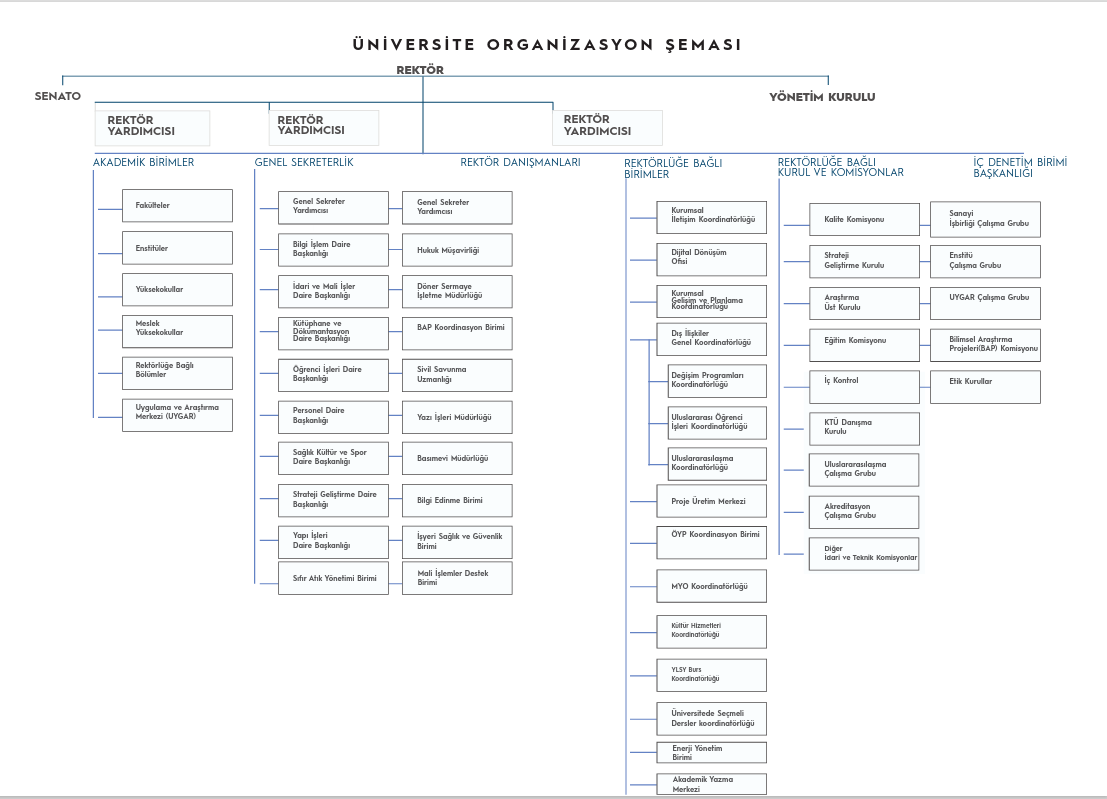 ÜNİVERSİTE ORGANİZASYON ŞEMASI
REKTÖR
SENATO
YÖNETİM KURULU
REKTÖR
YARDIMCISI
REKTÖR
YARDIMCISI
REKTÖR
YARDIMCISI
AKADEMİK BİRİMLER
Fakülteler
Enstitüler
Yüksekokullar
Meslek
Yüksekokullar
Rektörlüğe Bağlı
Bölümler
Uygulama ve Araştırma
Merkezi (UYGAR)
GENEL SEKRETERLİK
Genel Sekreter
Yardımcısı
Genel Sekreter
Yardımcısı
Bilgi İşlem Daire
Başkanlığı
Hukuk Müşavirliği
İdari ve Mali İşler
Daire Başkanlığı
Döner Sermaye
İşletme Müdürlüğü
Kütüphane ve
Dökümantasyon
Daire Başkanlığı
BAP Koordinasyon Birimi
Öğrenci İşleri Daire
Başkanlığı
Sivil Savunma
Uzmanlığı
Personel Daire
Başkanlığı
Yazı İşleri Müdürlüğü
Sağlık Kültür ve Spor
Daire Başkanlığı
Basımevi Müdürlüğü
Strateji Geliştirme Daire
Başkanlığı
Bilgi Edinme Birimi
Yapı İşleri
Daire Başkanlığı
İşyeri Sağlık ve Güvenlik
Birimi
Sıfır Atık Yönetimi Birimi
Mali İşlemler Destek
Birimi
REKTÖR DANIŞMANLARI
REKTÖRLÜĞE BAĞLI
BİRİMLER
Kurumsal
İletişim Koordinatörlüğü
Dijital Dönüşüm
Ofisi
Kurumsal
Gelişim ve Planlama
Koordinatörlüğü
Dış İlişkiler
Genel Koordinatörlüğü
Değişim Programları
Koordinatörlüğü
Uluslararası Öğrenci
İşleri Koordinatörlüğü
Uluslararasılaşma
Koordinatörlüğü
Proje Üretim Merkezi
ÖYP Koordinasyon Birimi
MYO Koordinatörlüğü
Kültür Hizmetleri
Koordinatörlüğü
YLSY Burs
Koordinatörlüğü
Üniversitede Seçmeli
Dersler koordinatörlüğü
Enerji Yönetim
Birimi
Akademik Yazma
Merkezi
REKTÖRLÜĞE BAĞLI
KURUL VE KOMİSYONLAR
Kalite Komisyonu
Sanayi
İşbirliği Çalışma Grubu
Strateji
Geliştirme Kurulu
Enstitü
Çalışma Grubu
Araştırma
Üst Kurulu
UYGAR Çalışma Grubu
Eğitim Komisyonu
Bilimsel Araştırma
Projeleri(BAP) Komisyonu
İç Kontrol
Etik Kurullar
KTÜ Danışma
Kurulu
Uluslararasılaşma
Çalışma Grubu
Akreditasyon
Çalışma Grubu
Diğer
İdari ve Teknik Komisyonlar
İÇ DENETİM BİRİMİ
BAŞKANLIĞI